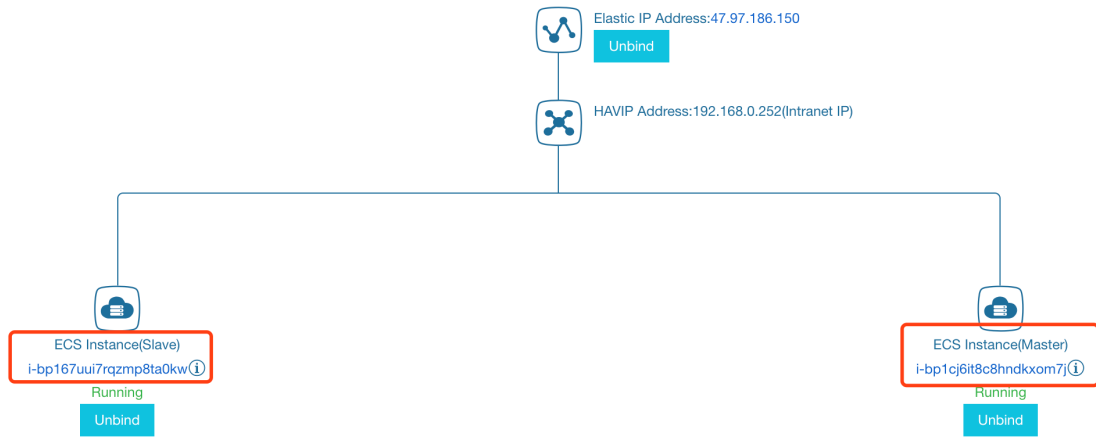 Elastic IP Address:47.97.186.150
Unbind
HAVIP Address:192.168.0.252(Intranet IP)
ECS Instance(Slave)
i-bp167uui7rqzmp8ta0kw
Running
Unbind
ECS Instance(Master)
i-bp1cj6it8c8hndkxom7j
Running
Unbind